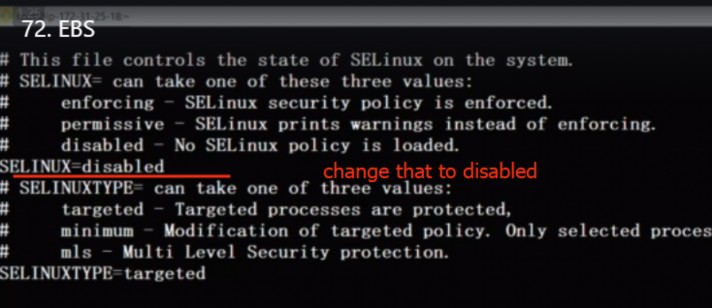 72. EBS
# This file controls the state of SELinux on the system.
# SELINUX= can take one of these three values:
#     enforcing - SELinux security policy is enforced.
#     permissive - SELinux prints warnings instead of enforcing.
#     disabled - No SELinux policy is loaded.
SELINUX=disabled
change that to disabled
# SELINUXTYPE= can take one of three values:
#     targeted - Targeted processes are protected,
#     minimum - Modification of targeted policy. Only selected proces
#     mls - Multi Level Security protection.
SELINUXTYPE=targeted